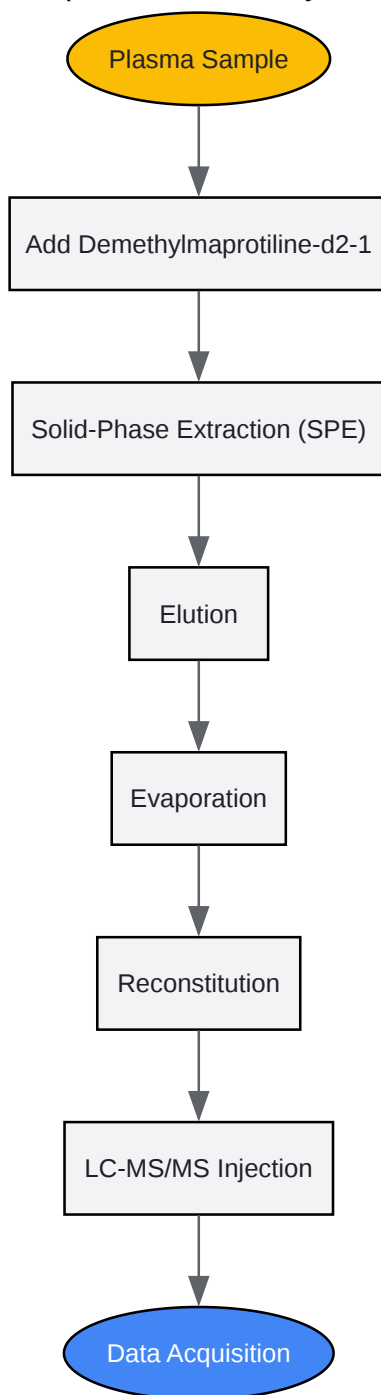 Plasma Sample
Add Demethylmaprotiline-d2-1
Solid-Phase Extraction (SPE)
Elution
Evaporation
Reconstitution
LC-MS/MS Injection
Data Acquisition